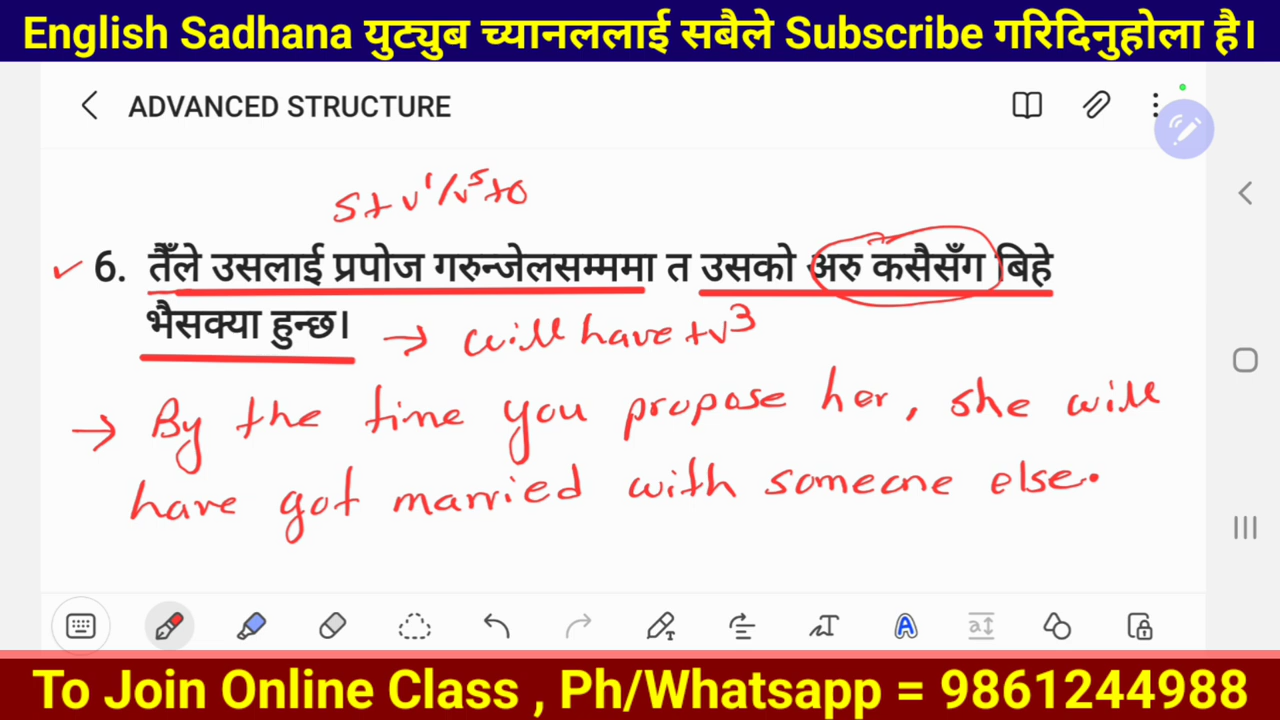 English Sadhana युट्युब च्यानललाई सबैले Subscribe गरिदिनुहोला है।
ADVANCED STRUCTURE
S + v1/v5 + o
6. तैँले उसलाई प्रपोज गरुन्जेलसम्ममा त उसको अरु कसैसँग बिहे
भैसक्या हुन्छ।
→ will have + v3
→ By the time you propose her, she will
have got married with someone else.
To Join Online Class , Ph/Whatsapp = 9861244988